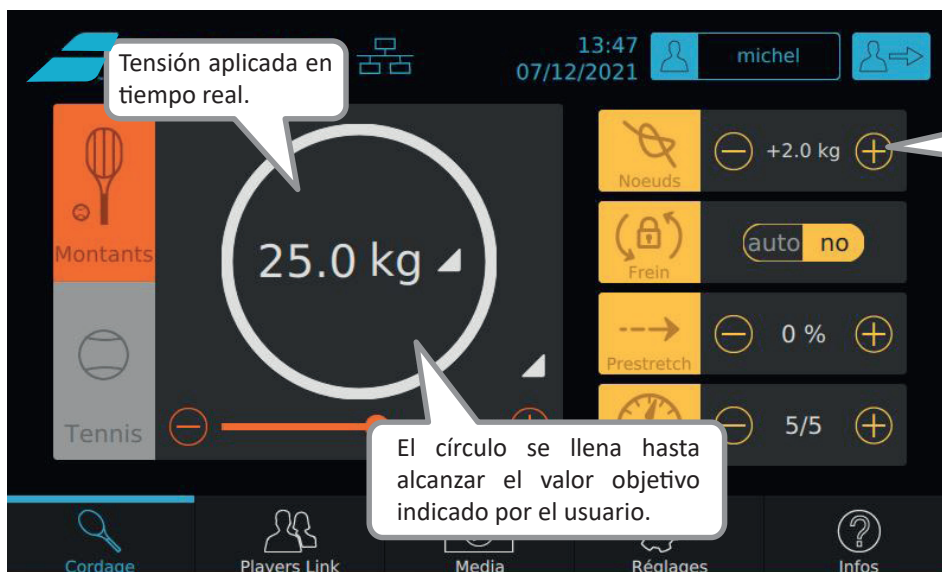 13:47
07/12/2021
michel
Tensión aplicada en
tiempo real.
Montants
25.0 kg
Tennis
Noeuds
+2.0 kg
Frein
auto no
Prestretch
0 %
5/5
El círculo se llena hasta
alcanzar el valor objetivo
indicado por el usuario.
Cordage
Players Link
Media
Réglages
Infos